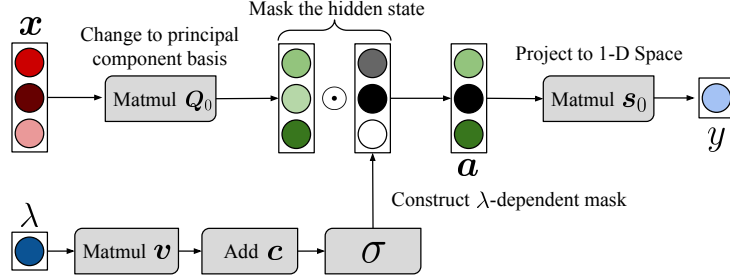 Mask the hidden state
x
Change to principal
component basis
Project to 1-D Space
Matmul Q₀
⊙
Matmul s₀
y
a
Construct λ-dependent mask
λ
Matmul v
Add c
σ